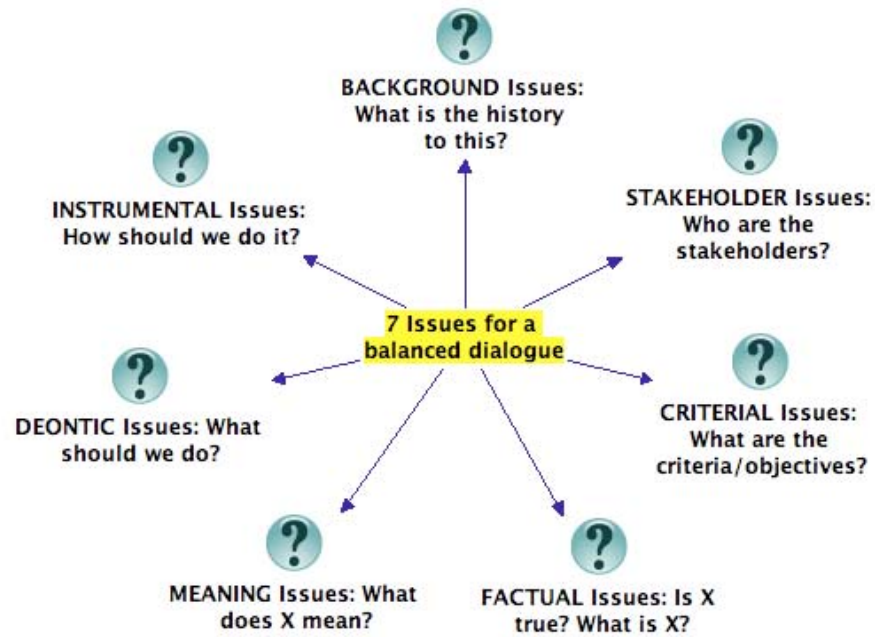 BACKGROUND Issues:
What is the history
to this?
INSTRUMENTAL Issues:
How should we do it?
STAKEHOLDER Issues:
Who are the
stakeholders?
7 Issues for a
balanced dialogue
DEONTIC Issues: What
should we do?
CRITERIAL Issues:
What are the
criteria/objectives?
MEANING Issues: What
does X mean?
FACTUAL Issues: Is X
true? What is X?